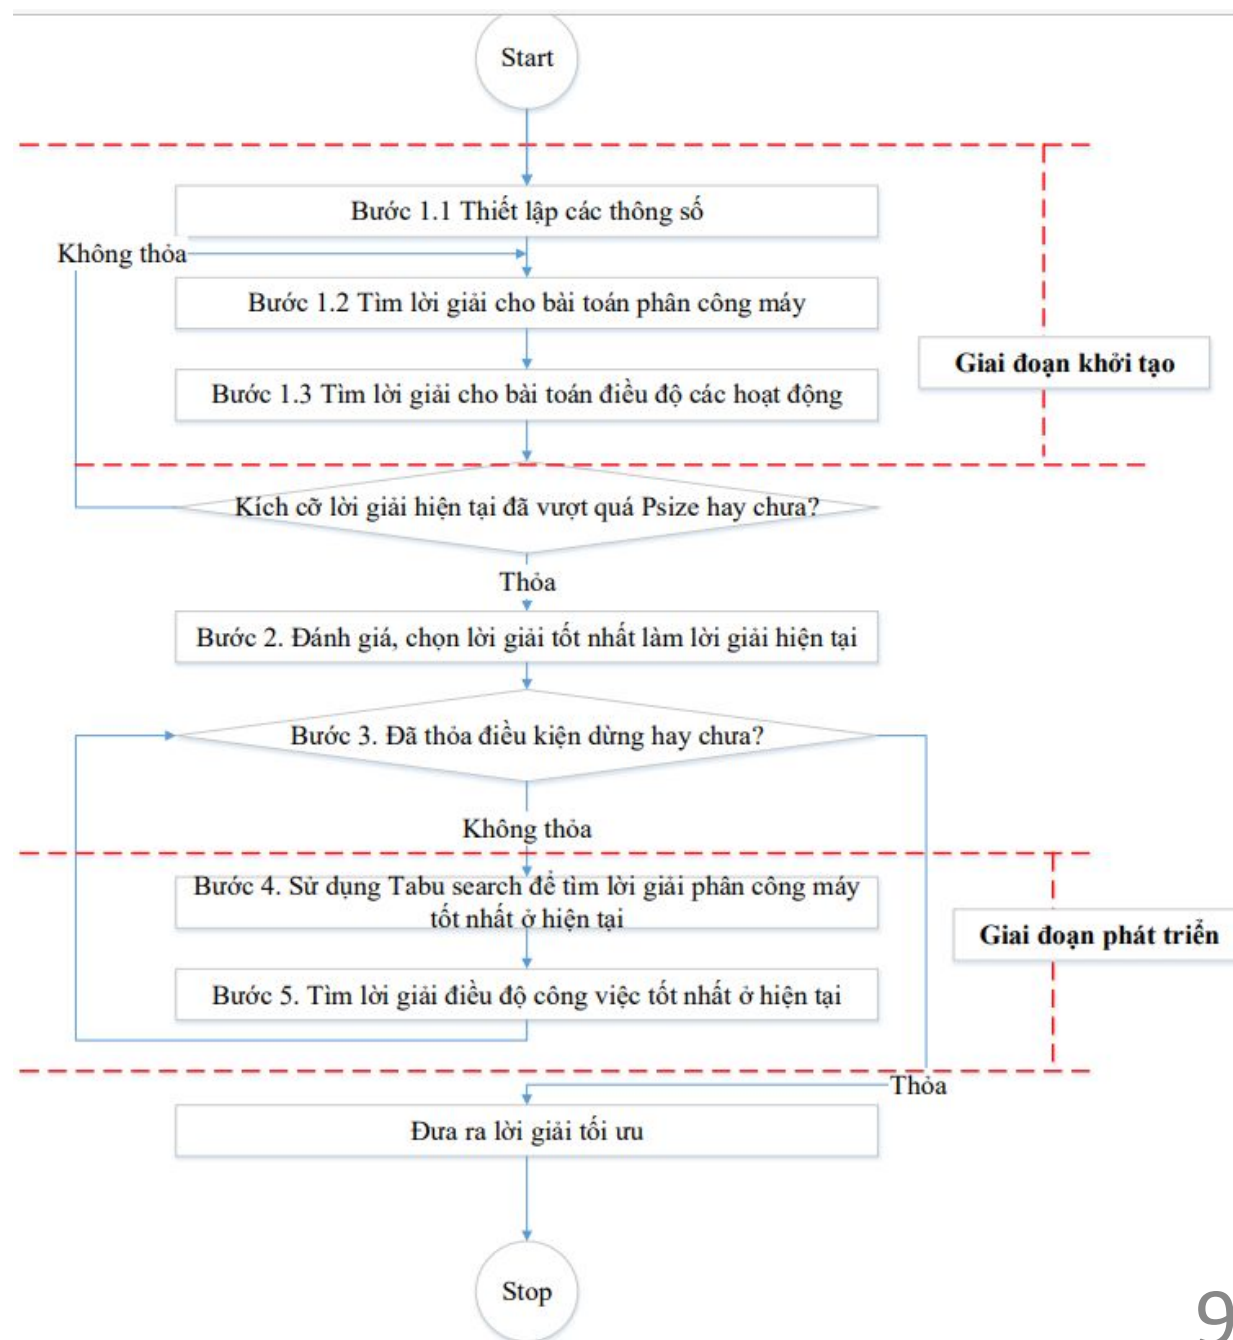 Start
Bước 1.1 Thiết lập các thông số
Không thỏa
Bước 1.2 Tìm lời giải cho bài toán phân công máy
Giai đoạn khởi tạo
Bước 1.3 Tìm lời giải cho bài toán điều độ các hoạt động
Kích cỡ lời giải hiện tại đã vượt quá Psize hay chưa?
Thỏa
Bước 2. Đánh giá, chọn lời giải tốt nhất làm lời giải hiện tại
Bước 3. Đã thỏa điều kiện dừng hay chưa?
Không thỏa
Bước 4. Sử dụng Tabu search để tìm lời giải phân công máy
tốt nhất ở hiện tại
Giai đoạn phát triển
Bước 5. Tìm lời giải điều độ công việc tốt nhất ở hiện tại
Thỏa
Đưa ra lời giải tối ưu
Stop
9